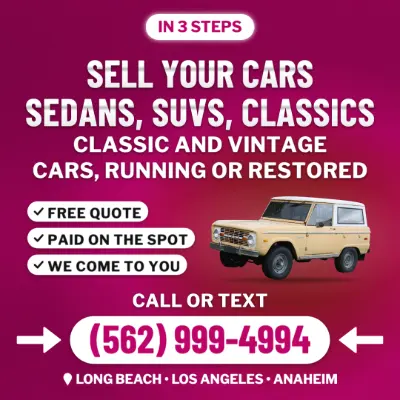 IN 3 STEPS
SELL YOUR CARS
SEDANS, SUVS, CLASSICS
CLASSIC AND VINTAGE
CARS, RUNNING OR RESTORED
FREE QUOTE
PAID ON THE SPOT
WE COME TO YOU
CALL OR TEXT
(562) 999-4994
LONG BEACH • LOS ANGELES • ANAHEIM